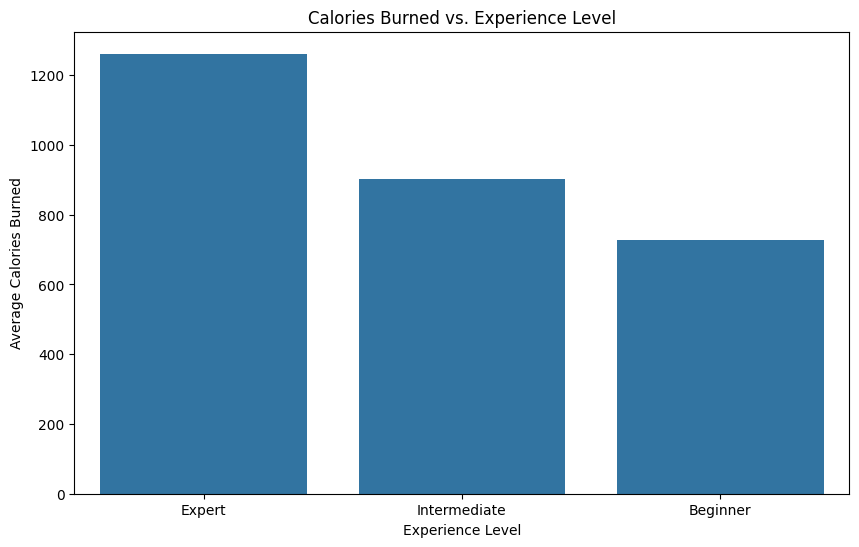 Calories Burned vs. Experience Level
Average Calories Burned
1200
1000
800
600
400
200
0
Expert
Intermediate
Beginner
Experience Level